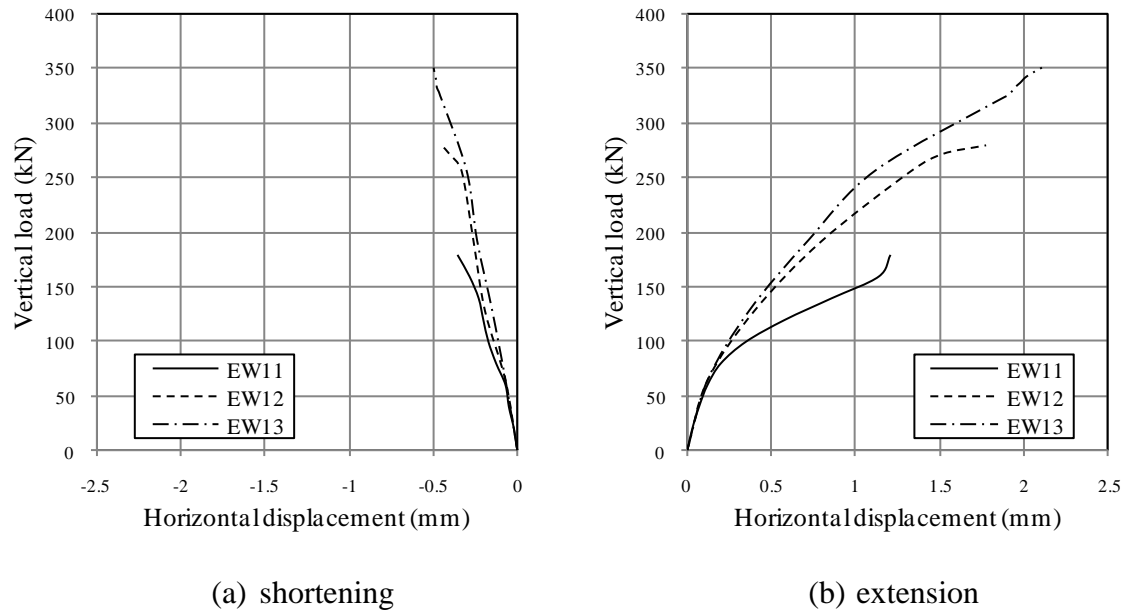 400
350
300
250
200
150
100
50
0
Vertical load (kN)
EW11
EW12
EW13
-2.5 -2 -1.5 -1 -0.5 0
Horizontal displacement (mm)
(a) shortening
400
350
300
250
200
150
100
50
0
Vertical load (kN)
EW11
EW12
EW13
0 0.5 1 1.5 2 2.5
Horizontal displacement (mm)
(b) extension